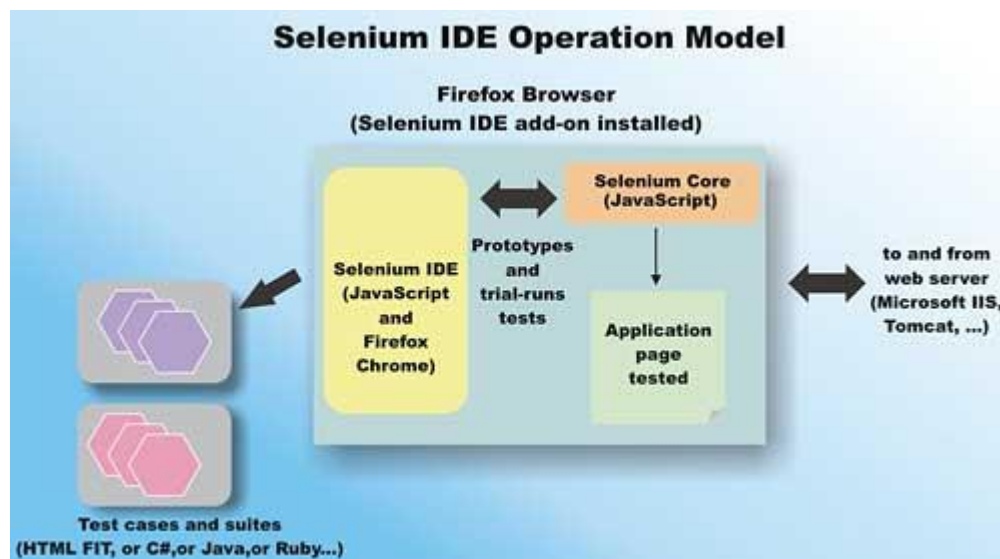 Selenium IDE Operation Model
Firefox Browser
(Selenium IDE add-on installed)
Selenium IDE
(JavaScript
and
Firefox
Chrome)
Prototypes
and
trial-runs
tests
Selenium Core
(JavaScript)
Application
page
tested
to and from
web server
(Microsoft IIS,
Tomcat, ...)
Test cases and suites
(HTML FIT, or C#,or Java,or Ruby...)